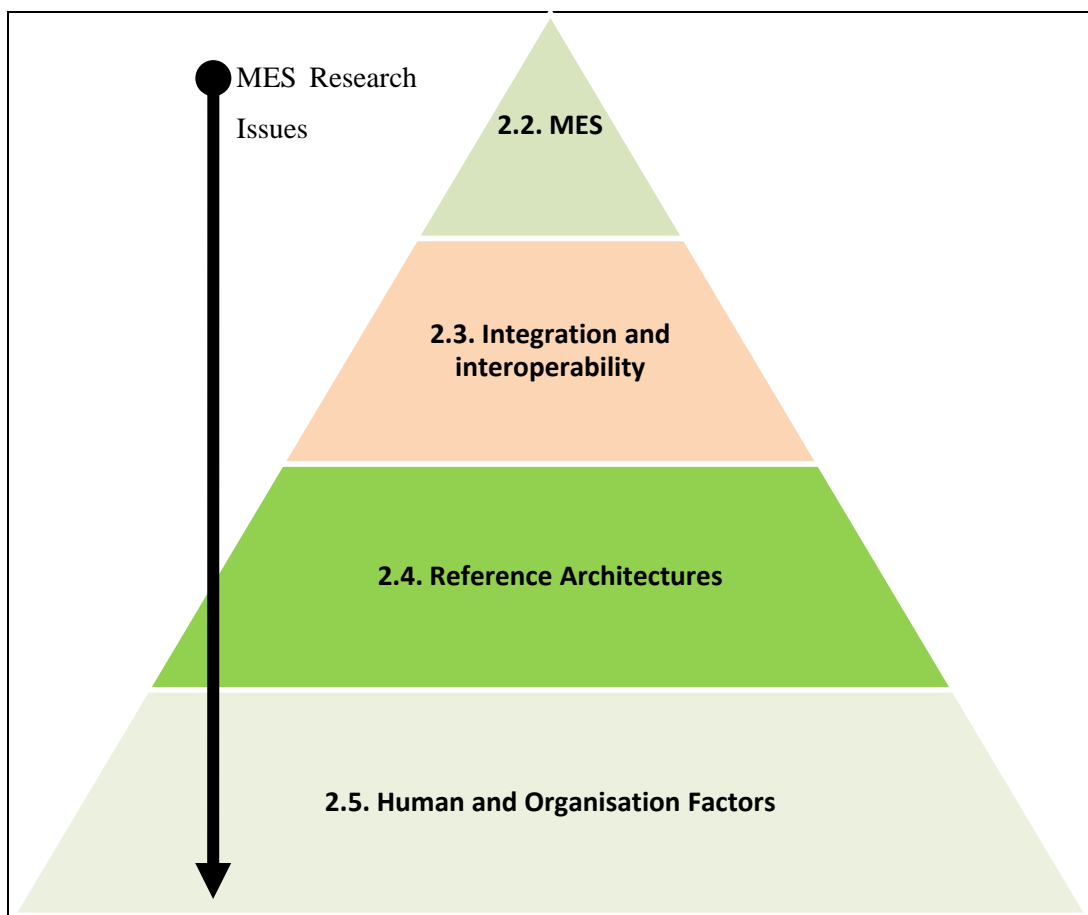 MES Research
Issues
2.2. MES
2.3. Integration and
interoperability
2.4. Reference Architectures
2.5. Human and Organisation Factors